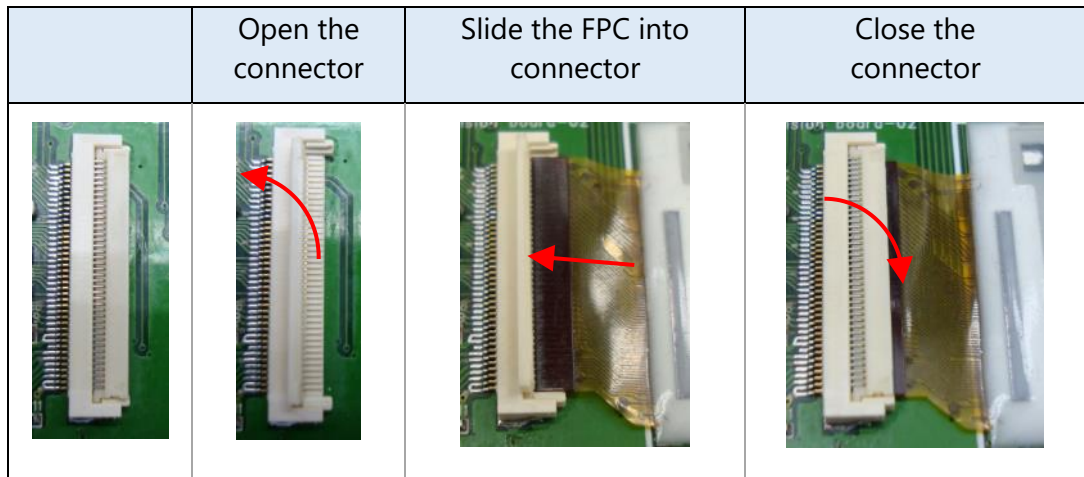 Open the
connector
Slide the FPC into
connector
Close the
connector